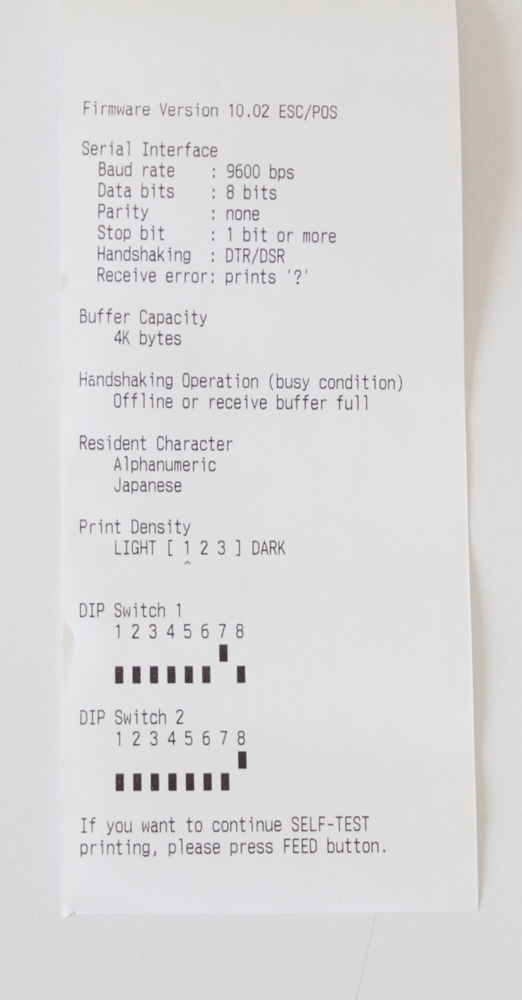 Firmware Version 10.02 ESC/POS
Serial Interface
Baud rate : 9600 bps
Data bits : 8 bits
Parity : none
Stop bit : 1 bit or more
Handshaking : DTR/DSR
Receive error: prints '?'
Buffer Capacity
4K bytes
Handshaking Operation (busy condition)
Offline or receive buffer full
Resident Character
Alphanumeric
Japanese
Print Density
LIGHT [ 1 2 3 ] DARK
^
DIP Switch 1
1 2 3 4 5 6 7 8
DIP Switch 2
1 2 3 4 5 6 7 8
If you want to continue SELF-TEST
printing, please press FEED button.